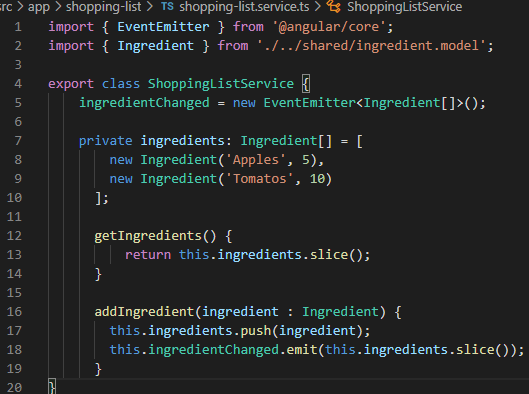 src > app > shopping-list > TS shopping-list.service.ts > ShoppingListService
1 import { EventEmitter } from '@angular/core';
2 import { Ingredient } from './../shared/ingredient.model';
3
4 export class ShoppingListService {
5 ingredientChanged = new EventEmitter<Ingredient[]>();
6
7 private ingredients: Ingredient[] = [
8 new Ingredient('Apples', 5),
9 new Ingredient('Tomatos', 10)
10 ];
11
12 getIngredients() {
13 return this.ingredients.slice();
14 }
15
16 addIngredient(ingredient : Ingredient) {
17 this.ingredients.push(ingredient);
18 this.ingredientChanged.emit(this.ingredients.slice());
19 }
20 }